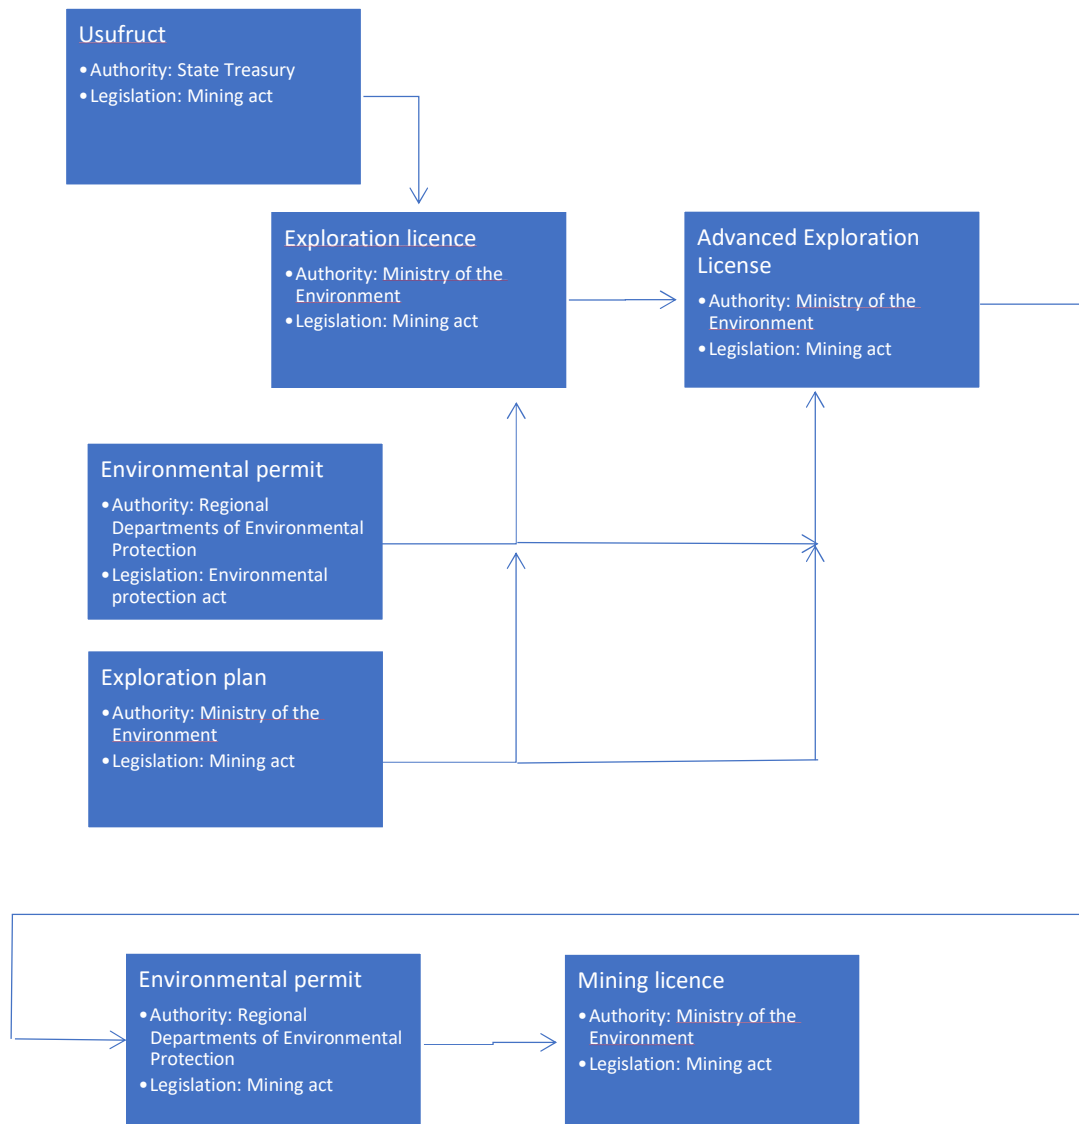 Usufruct
•Authority: State Treasury
•Legislation: Mining act
Exploration licence
•Authority: Ministry of the
Environment
•Legislation: Mining act
Advanced Exploration
License
•Authority: Ministry of the
Environment
•Legislation: Mining act
Environmental permit
•Authority: Regional
Departments of Environmental
Protection
•Legislation: Environmental
protection act
Exploration plan
•Authority: Ministry of the
Environment
•Legislation: Mining act
Environmental permit
•Authority: Regional
Departments of Environmental
Protection
•Legislation: Mining act
Mining licence
•Authority: Ministry of the
Environment
•Legislation: Mining act